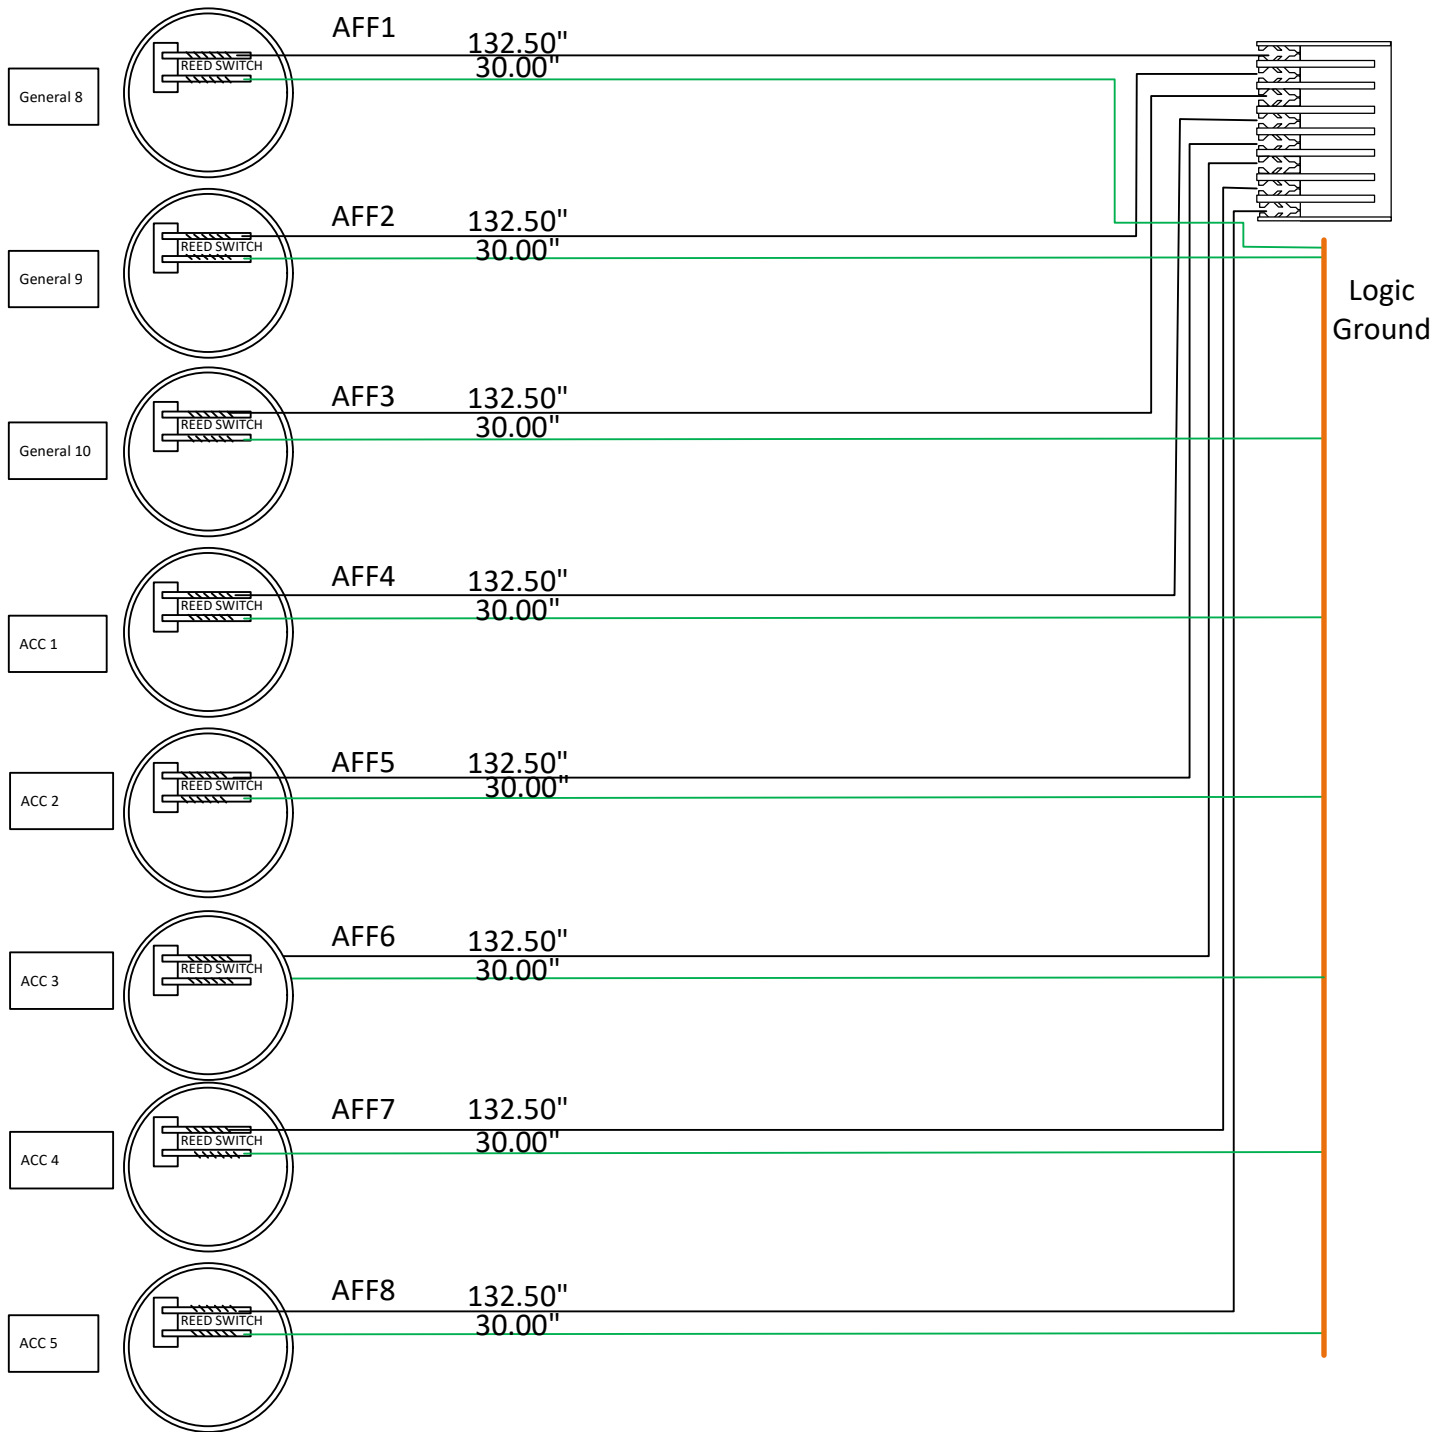 AFF1
132.50"
30.00"
REED SWITCH
General 8
AFF2
132.50"
30.00"
REED SWITCH
General 9
Logic
Ground
AFF3
132.50"
30.00"
REED SWITCH
General 10
AFF4
132.50"
30.00"
REED SWITCH
ACC 1
AFF5
132.50"
30.00"
REED SWITCH
ACC 2
AFF6
132.50"
30.00"
REED SWITCH
ACC 3
AFF7
132.50"
30.00"
REED SWITCH
ACC 4
AFF8
132.50"
30.00"
REED SWITCH
ACC 5